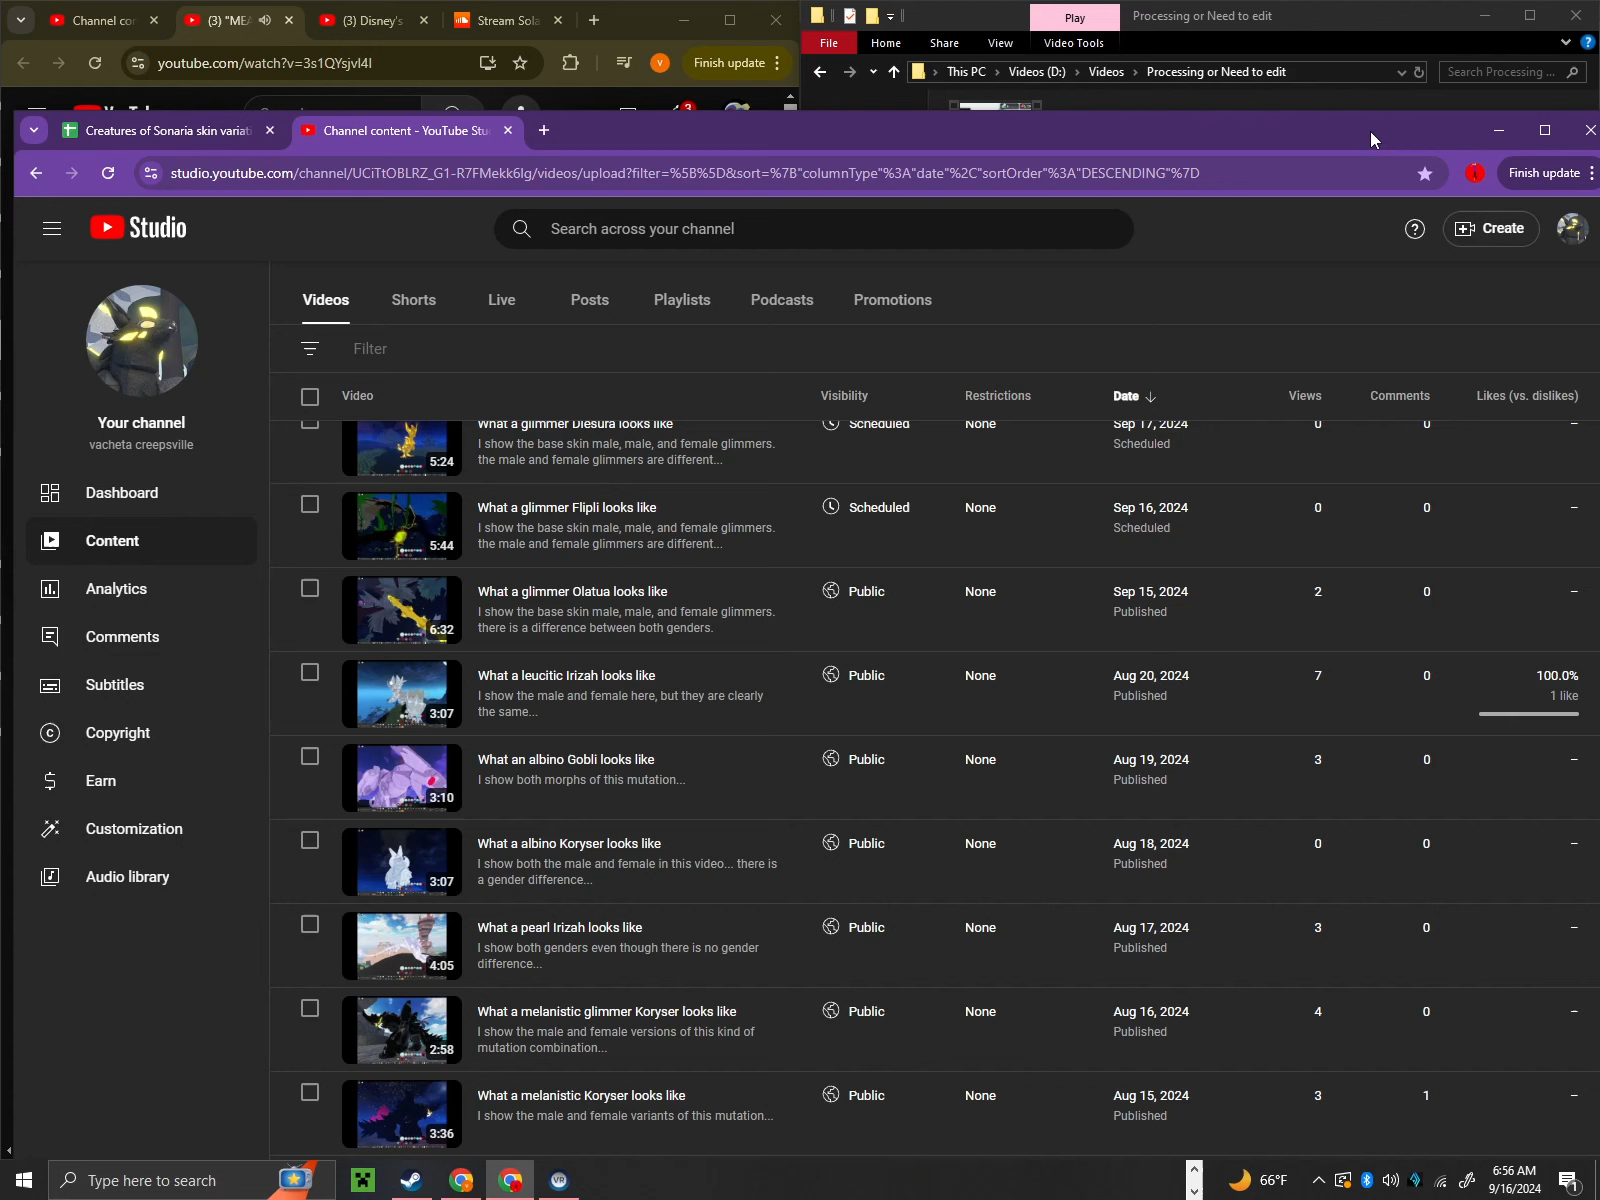 Channel con
(3) "MEA
(3) Disney's
Stream Sola
Play
Processing or Need to edit
youtube.com/watch?v=3s1QYsjvl4I
Finish update
File
Home
Share
View
Video Tools
This PC
Videos (D:)
Videos
Processing or Need to edit
Search Processing ...
Creatures of Sonaria skin variat
Channel content - YouTube Stu
studio.youtube.com/channel/UCiTtOBLRZ_G1-R7FMekk6Ig/videos/upload?filter=%5B%5D&sort=%7B"columnType"%3A"date"%2C"sortOrder"%3A"DESCENDING"%7D
Finish update
Studio
Search across your channel
Create
Your channel
vacheta creepsville
Dashboard
Content
Analytics
Comments
Subtitles
Copyright
Earn
Customization
Audio library
Videos
Shorts
Live
Posts
Playlists
Podcasts
Promotions
Filter
Video
Visibility
Restrictions
Date
Views
Comments
Likes (vs. dislikes)
5:24
What a glimmer Diesura looks like
I show the base skin male, male, and female glimmers.
the male and female glimmers are different...
Scheduled
None
Sep 17, 2024
Scheduled
0
0
–
5:44
What a glimmer Flipli looks like
I show the base skin male, male, and female glimmers.
the male and female glimmers are different...
Scheduled
None
Sep 16, 2024
Scheduled
0
0
–
6:32
What a glimmer Olatua looks like
I show the base skin male, male, and female glimmers.
there is a difference between both genders.
Public
None
Sep 15, 2024
Published
2
0
–
3:07
What a leucitic Irizah looks like
I show the male and female here, but they are clearly
the same...
Public
None
Aug 20, 2024
Published
7
0
100.0%
1 like
3:10
What an albino Gobli looks like
I show both morphs of this mutation...
Public
None
Aug 19, 2024
Published
3
0
–
3:07
What a albino Koryser looks like
I show both the male and female in this video... there is
a gender difference...
Public
None
Aug 18, 2024
Published
0
0
–
4:05
What a pearl Irizah looks like
I show both genders even though there is no gender
difference...
Public
None
Aug 17, 2024
Published
3
0
–
2:58
What a melanistic glimmer Koryser looks like
I show the male and female versions of this kind of
mutation combination...
Public
None
Aug 16, 2024
Published
4
0
–
3:36
What a melanistic Koryser looks like
I show the male and female variants of this mutation...
Public
None
Aug 15, 2024
Published
3
1
–
Type here to search
66°F
6:56 AM
9/16/2024
1